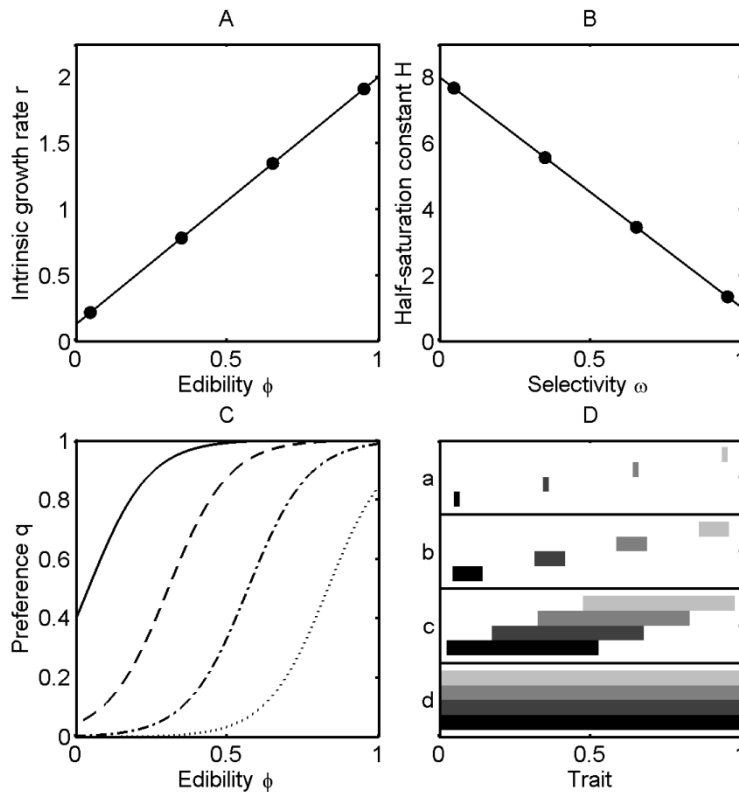 A
Intrinsic growth rate r
2
1.5
1
0.5
0
0 0.5 1
Edibility ϕ
B
Half-saturation constant H
8
6
4
2
0
0 0.5 1
Selectivity ω
C
Preference q
1
0.8
0.6
0.4
0.2
0
0 0.5 1
Edibility ϕ
D
a
b
c
d
0 0.5 1
Trait